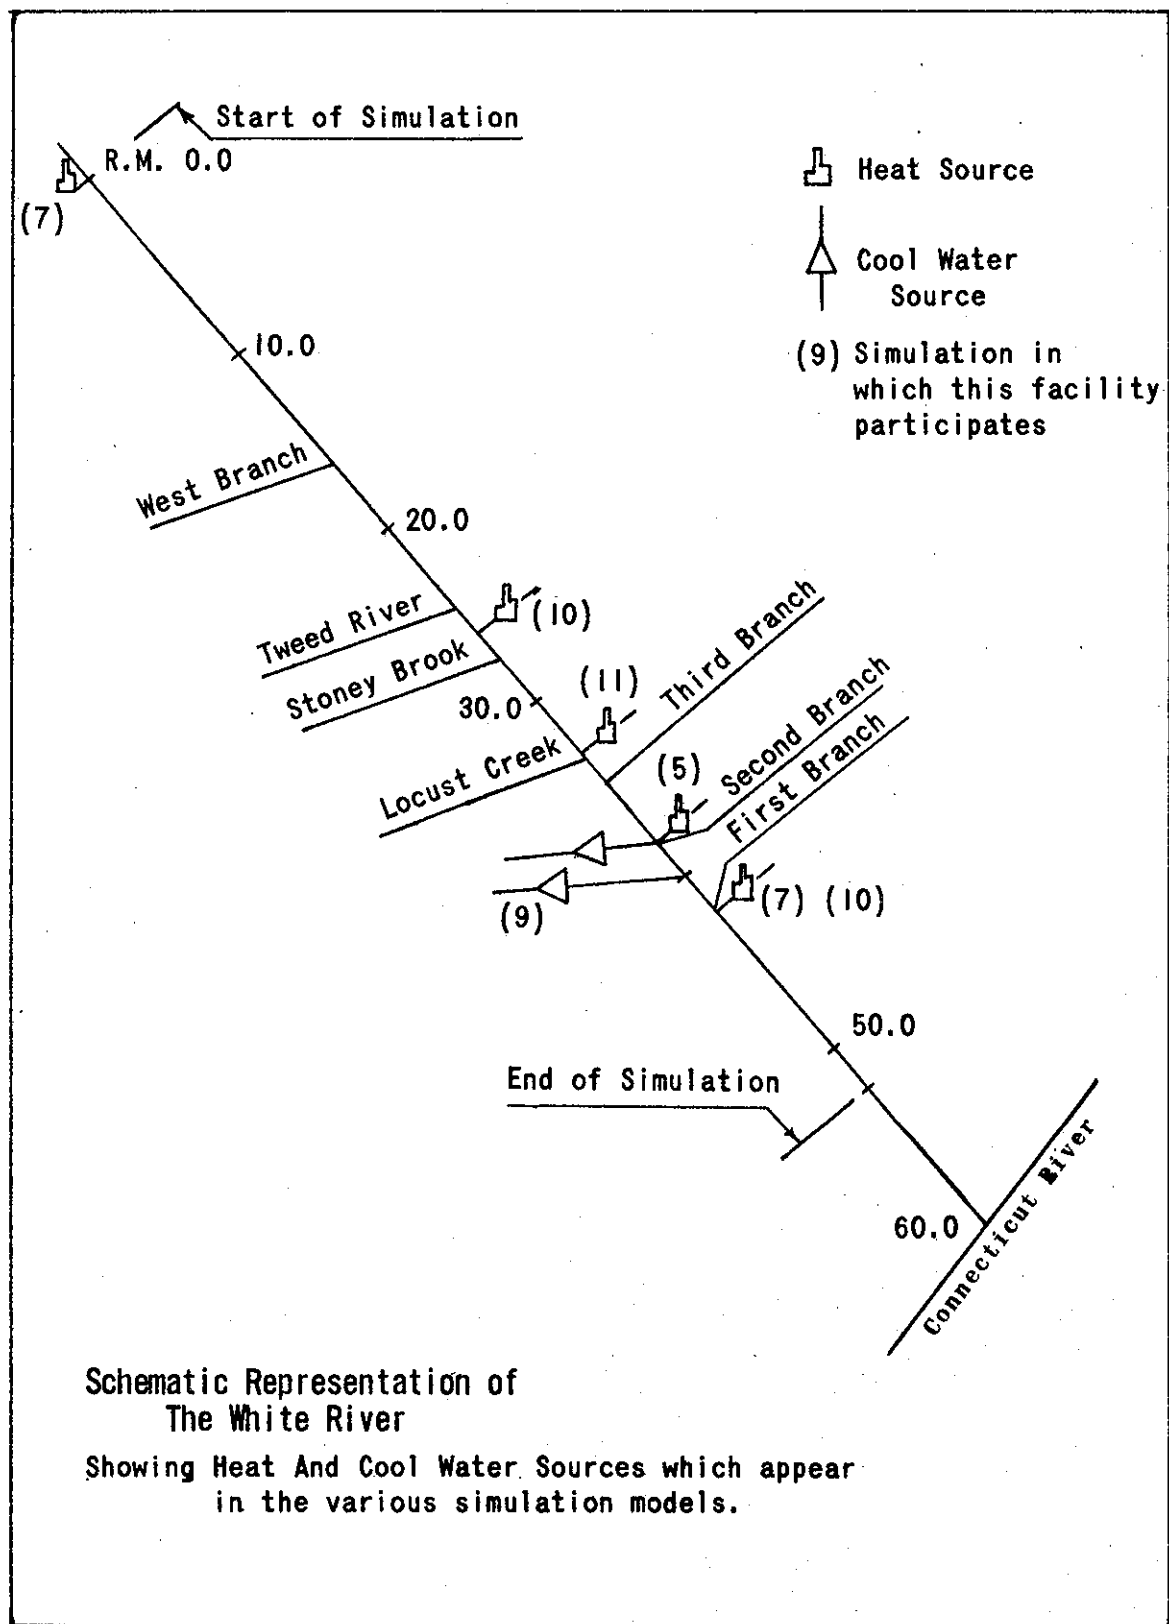 Start of Simulation
R.M. 0.0
(7)
Heat Source
Cool Water
Source
(9) Simulation in
which this facility
participates
10.0
West Branch
20.0
Tweed River
(10)
Stoney Brook
Third Branch
(11)
30.0
Locust Creek
Second Branch
(5)
First Branch
(7) (10)
(9)
50.0
End of Simulation
60.0
Connecticut River
Schematic Representation of
The White River
Showing Heat And Cool Water Sources which appear
in the various simulation models.